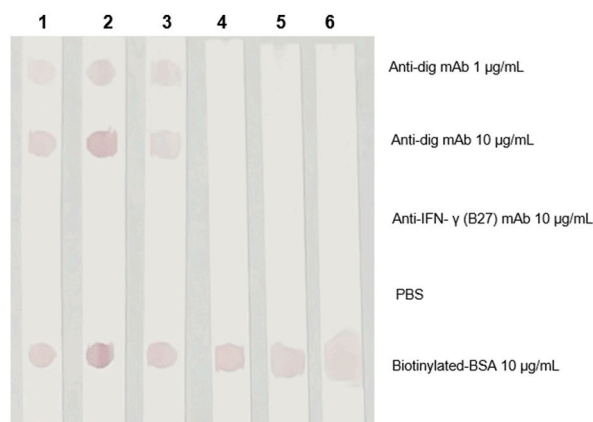 1 2 3 4 5 6
Anti-dig mAb 1 µg/mL
Anti-dig mAb 10 µg/mL
Anti-IFN- γ (B27) mAb 10 µg/mL
PBS
Biotinylated-BSA 10 µg/mL